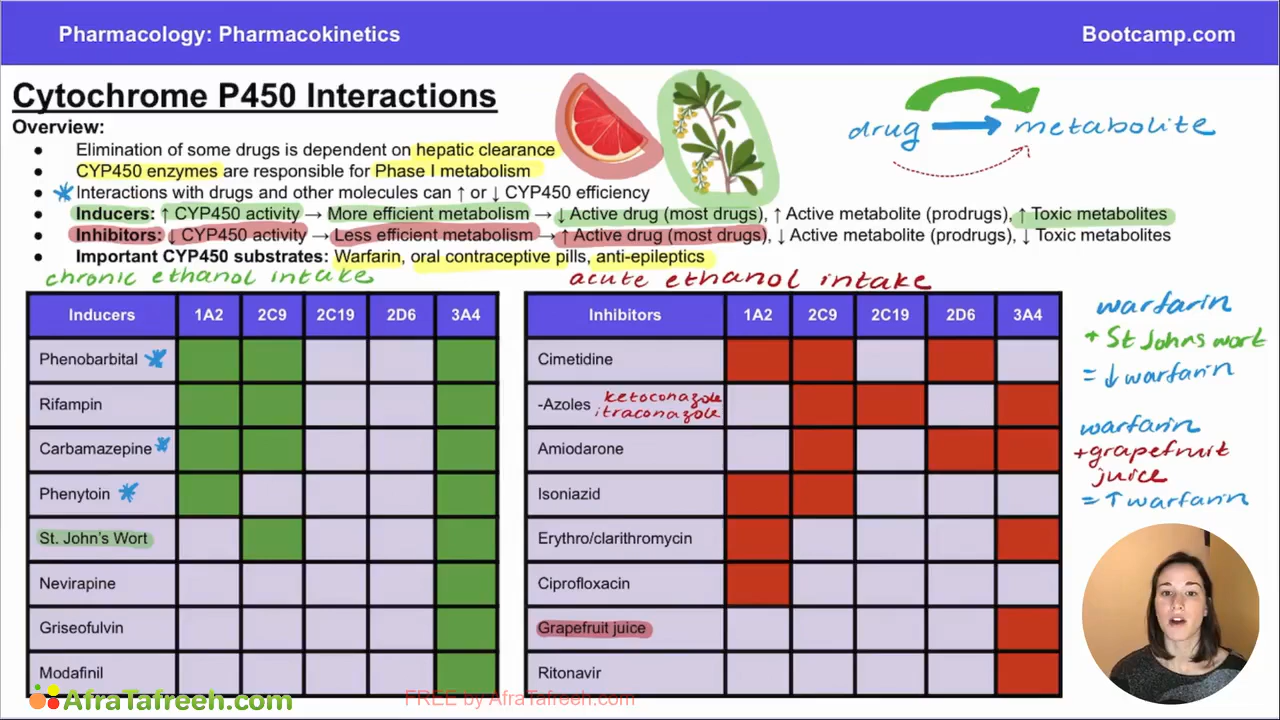 Pharmacology: Pharmacokinetics
Bootcamp.com
Cytochrome P450 Interactions
drug → metabolite
Overview:
● Elimination of some drugs is dependent on hepatic clearance
● CYP450 enzymes are responsible for Phase I metabolism
● Interactions with drugs and other molecules can ↑ or ↓ CYP450 efficiency
● Inducers: ↑ CYP450 activity → More efficient metabolism → ↓ Active drug (most drugs), ↑ Active metabolite (prodrugs), ↑ Toxic metabolites
● Inhibitors: ↓ CYP450 activity → Less efficient metabolism → ↑ Active drug (most drugs), ↓ Active metabolite (prodrugs), ↓ Toxic metabolites
● Important CYP450 substrates: Warfarin, oral contraceptive pills, anti-epileptics
chronic ethanol intake
Inducers 1A2 2C9 2C19 2D6 3A4
Phenobarbital
Rifampin
Carbamazepine
Phenytoin
St. John's Wort
Nevirapine
Griseofulvin
Modafinil
acute ethanol intake
Inhibitors 1A2 2C9 2C19 2D6 3A4
Cimetidine
-Azoles ketoconazole
itraconazole
Amiodarone
Isoniazid
Erythro/clarithromycin
Ciprofloxacin
Grapefruit juice
Ritonavir
warfarin
+ St Johns wort
= ↓ warfarin
warfarin
+ grapefruit
juice
= ↑ warfarin
AfraTafreeh.com
FREE by AfraTafreeh.com